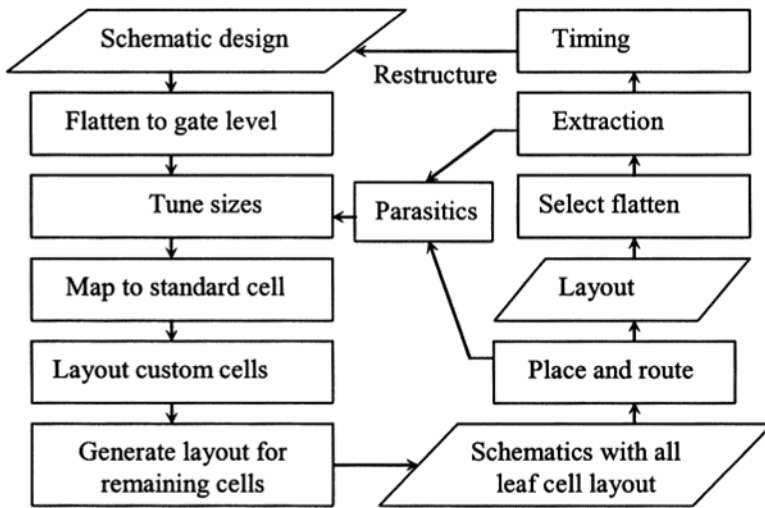 Schematic design
Flatten to gate level
Tune sizes
Map to standard cell
Layout custom cells
Generate layout for
remaining cells
Schematics with all
leaf cell layout
Place and route
Layout
Select flatten
Extraction
Timing
Restructure
Parasitics